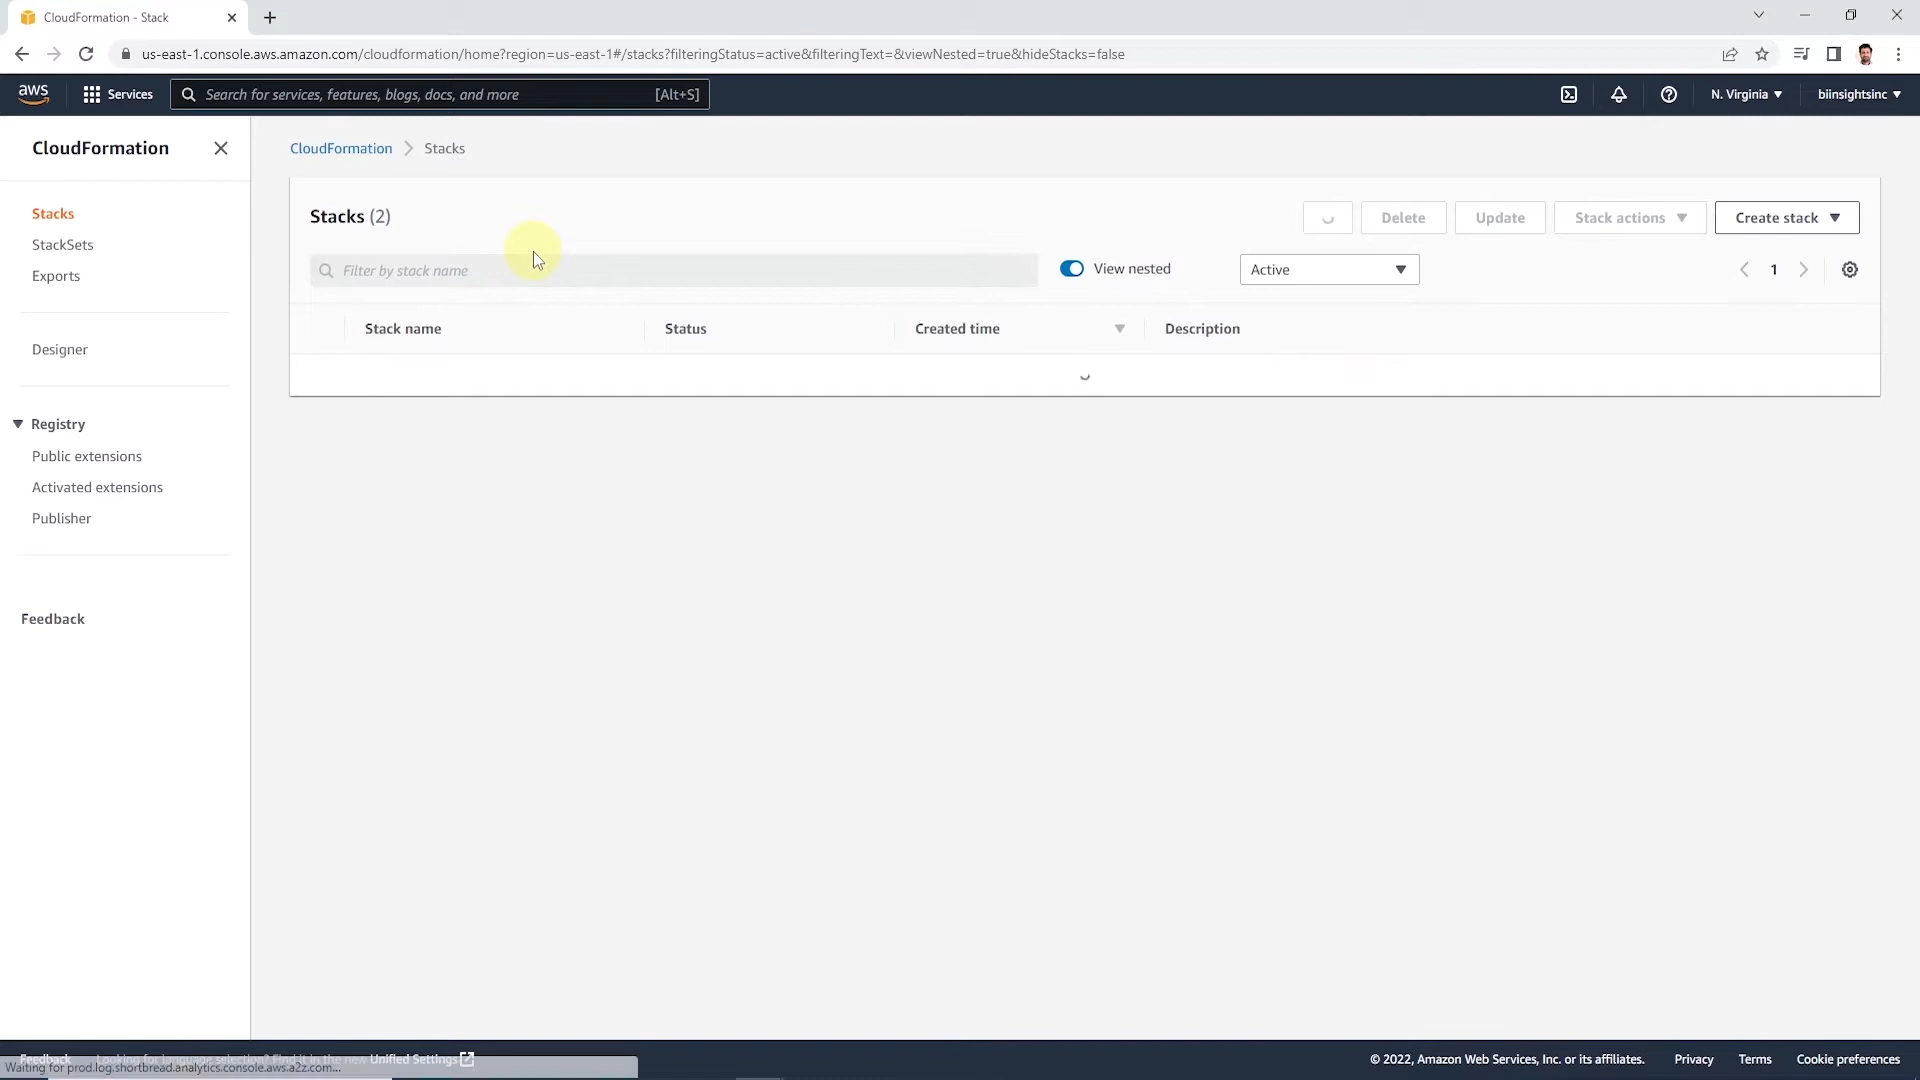 CloudFormation - Stack
us-east-1.console.aws.amazon.com/cloudformation/home?region=us-east-1#/stacks?filteringStatus=active&filteringText=&viewNested=true&hideStacks=false
aws
Services
Search for services, features, blogs, docs, and more
[Alt+S]
N. Virginia
biinsightsinc
CloudFormation
CloudFormation
Stacks
Stacks
StackSets
Exports
Designer
Registry
Public extensions
Activated extensions
Publisher
Feedback
Stacks (2)
Delete
Update
Stack actions
Create stack
Filter by stack name
View nested
Active
1
Stack name
Status
Created time
Description
Feedback
Looking for language selection? Find it in the new Unified Settings
Waiting for prod.log.shortbread.analytics.console.aws.a2z.com...
© 2022, Amazon Web Services, Inc. or its affiliates.
Privacy
Terms
Cookie preferences